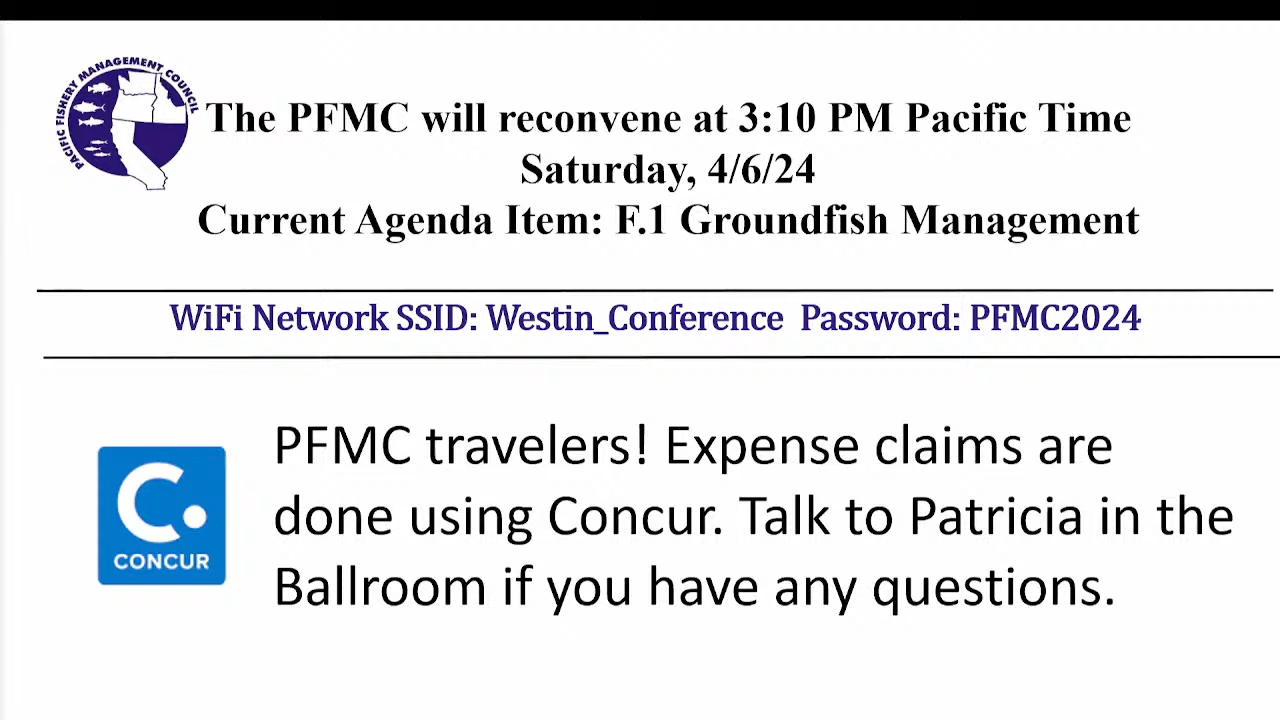 PACIFIC FISHERY MANAGEMENT COUNCIL
The PFMC will reconvene at 3:10 PM Pacific Time
Saturday, 4/6/24
Current Agenda Item: F.1 Groundfish Management
WiFi Network SSID: Westin_Conference  Password: PFMC2024
PFMC travelers! Expense claims are
done using Concur. Talk to Patricia in the
Ballroom if you have any questions.
C.
CONCUR